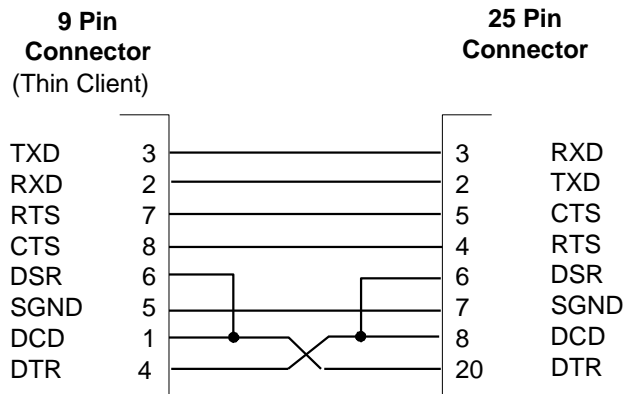 9 Pin
Connector
(Thin Client)
25 Pin
Connector
TXD 3 3 RXD
RXD 2 2 TXD
RTS 7 5 CTS
CTS 8 4 RTS
DSR 6 6 DSR
SGND 5 7 SGND
DCD 1 8 DCD
DTR 4 20 DTR